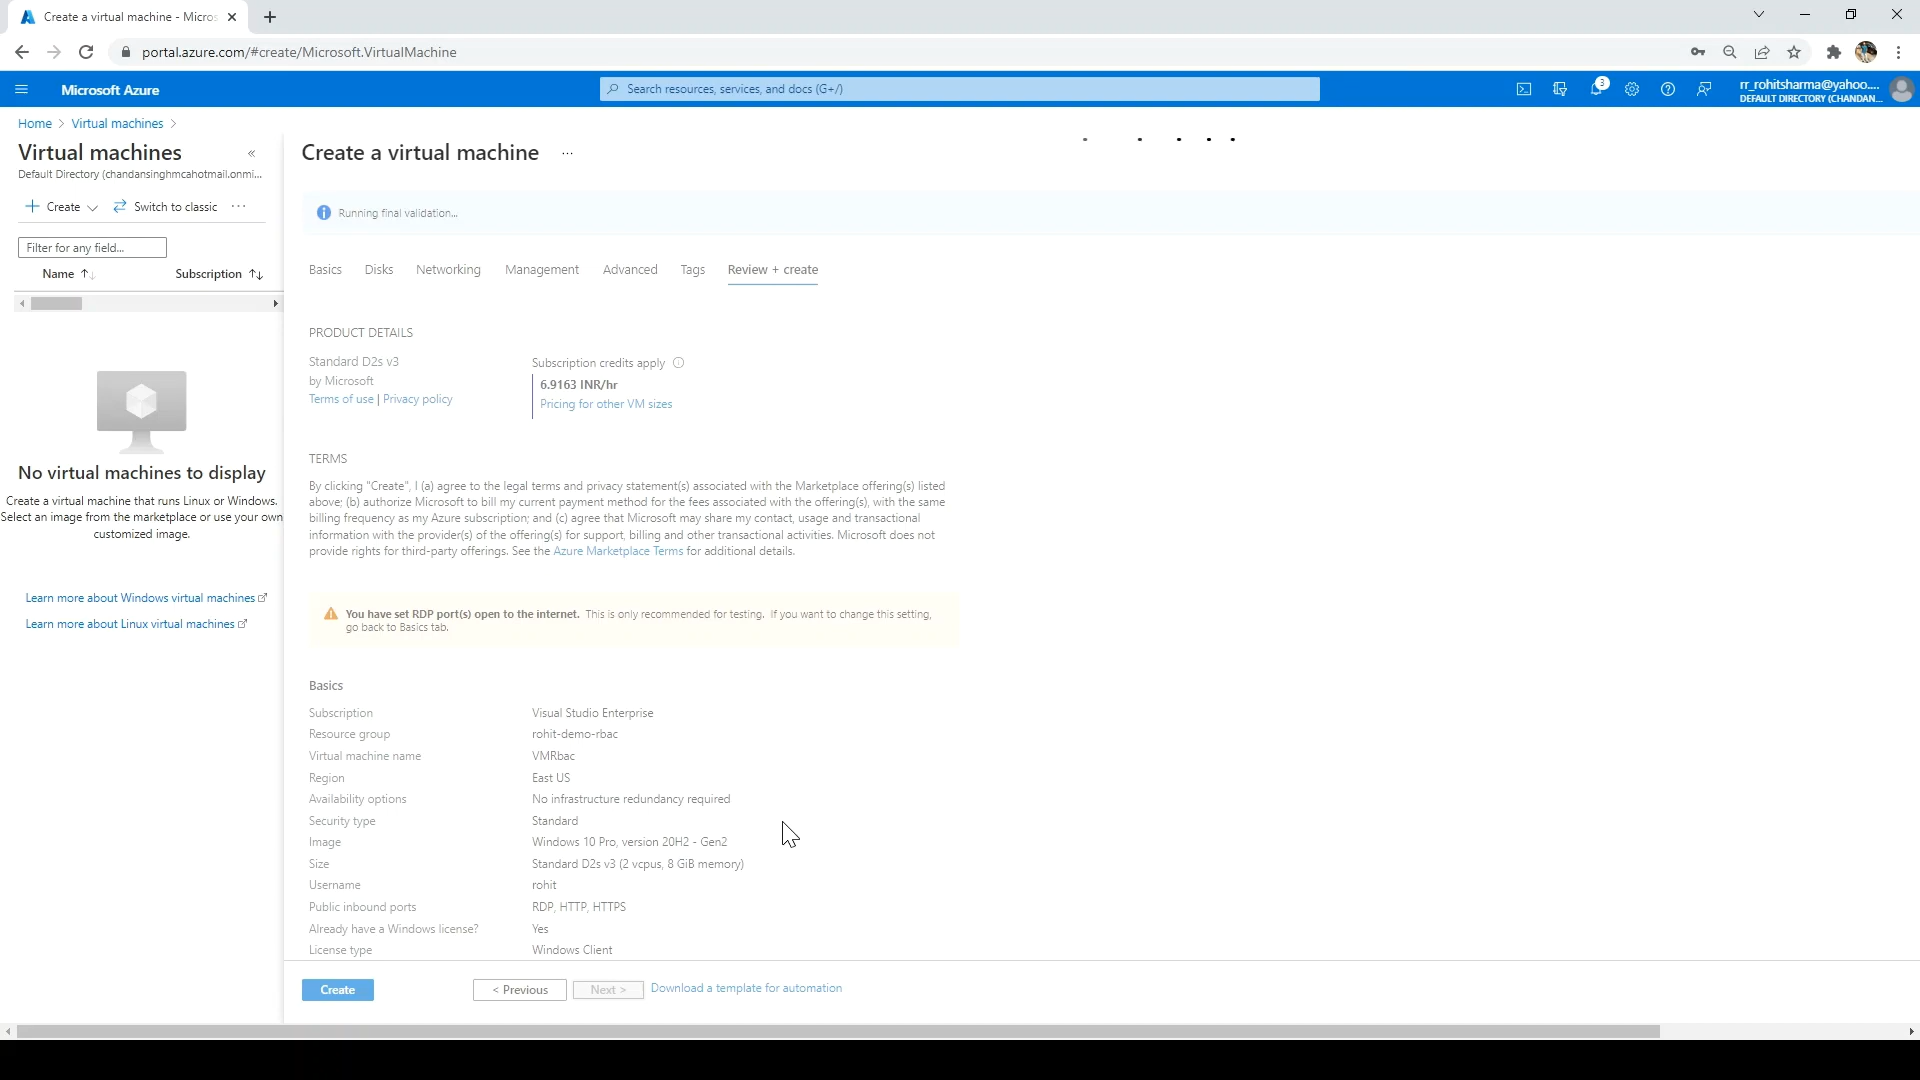 Create a virtual machine - Micros
portal.azure.com/#create/Microsoft.VirtualMachine
Microsoft Azure
Search resources, services, and docs (G+/)
3
rr_rohitsharma@yahoo....
DEFAULT DIRECTORY (CHANDAN...
Home > Virtual machines >
Virtual machines
«
Default Directory (chandansinghmcahotmail.onmi...
Create
Switch to classic
...
Filter for any field...
Name ↑↓
Subscription ↑↓
No virtual machines to display
Create a virtual machine that runs Linux or Windows.
Select an image from the marketplace or use your own
customized image.
Learn more about Windows virtual machines
Learn more about Linux virtual machines
Create a virtual machine
...
Running final validation...
Basics
Disks
Networking
Management
Advanced
Tags
Review + create
PRODUCT DETAILS
Standard D2s v3
by Microsoft
Terms of use | Privacy policy
Subscription credits apply
6.9163 INR/hr
Pricing for other VM sizes
TERMS
By clicking "Create", I (a) agree to the legal terms and privacy statement(s) associated with the Marketplace offering(s) listed
above; (b) authorize Microsoft to bill my current payment method for the fees associated with the offering(s), with the same
billing frequency as my Azure subscription; and (c) agree that Microsoft may share my contact, usage and transactional
information with the provider(s) of the offering(s) for support, billing and other transactional activities. Microsoft does not
provide rights for third-party offerings. See the Azure Marketplace Terms for additional details.
You have set RDP port(s) open to the internet. This is only recommended for testing. If you want to change this setting,
go back to Basics tab.
Basics
Subscription Visual Studio Enterprise
Resource group rohit-demo-rbac
Virtual machine name VMRbac
Region East US
Availability options No infrastructure redundancy required
Security type Standard
Image Windows 10 Pro, version 20H2 - Gen2
Size Standard D2s v3 (2 vcpus, 8 GiB memory)
Username rohit
Public inbound ports RDP, HTTP, HTTPS
Already have a Windows license? Yes
License type Windows Client
Create
< Previous
Next >
Download a template for automation